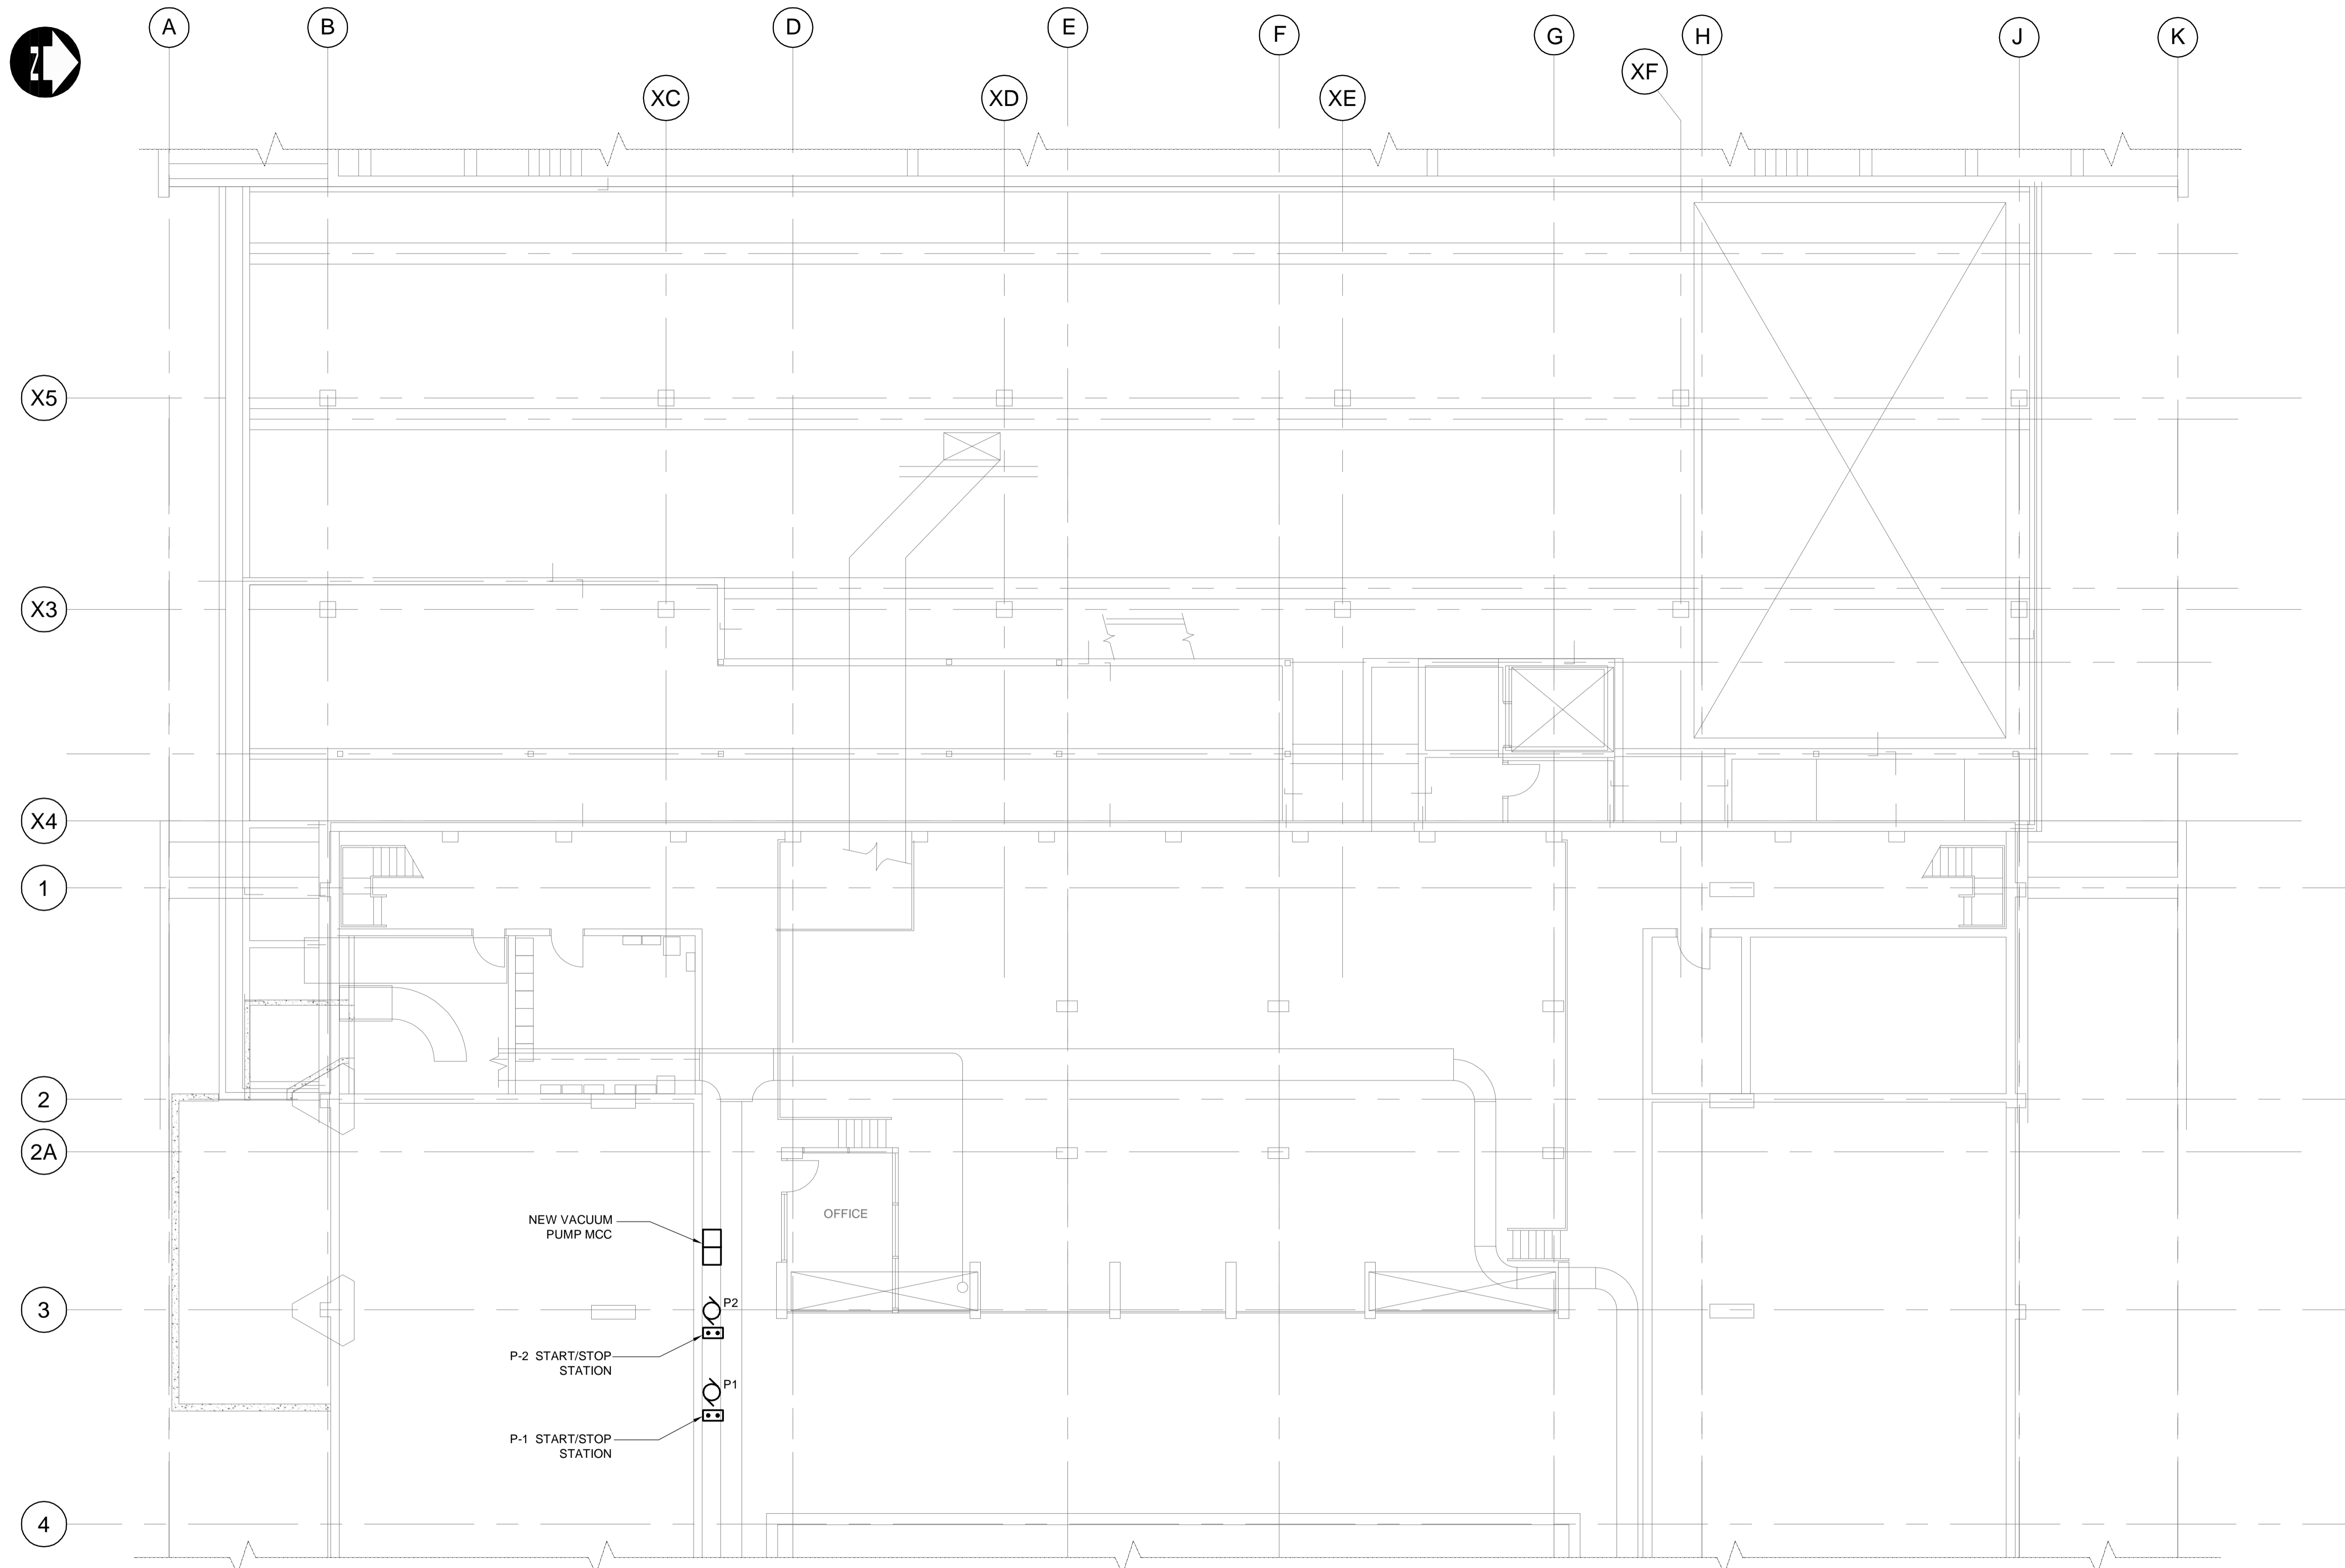 A
B
D
E
F
G
H
J
K
XC
XD
XE
XF
N
X5
X3
X4
1
2
2A
3
4
OFFICE
NEW VACUUM
PUMP MCC
P2
P-2 START/STOP
STATION
P1
P-1 START/STOP
STATION